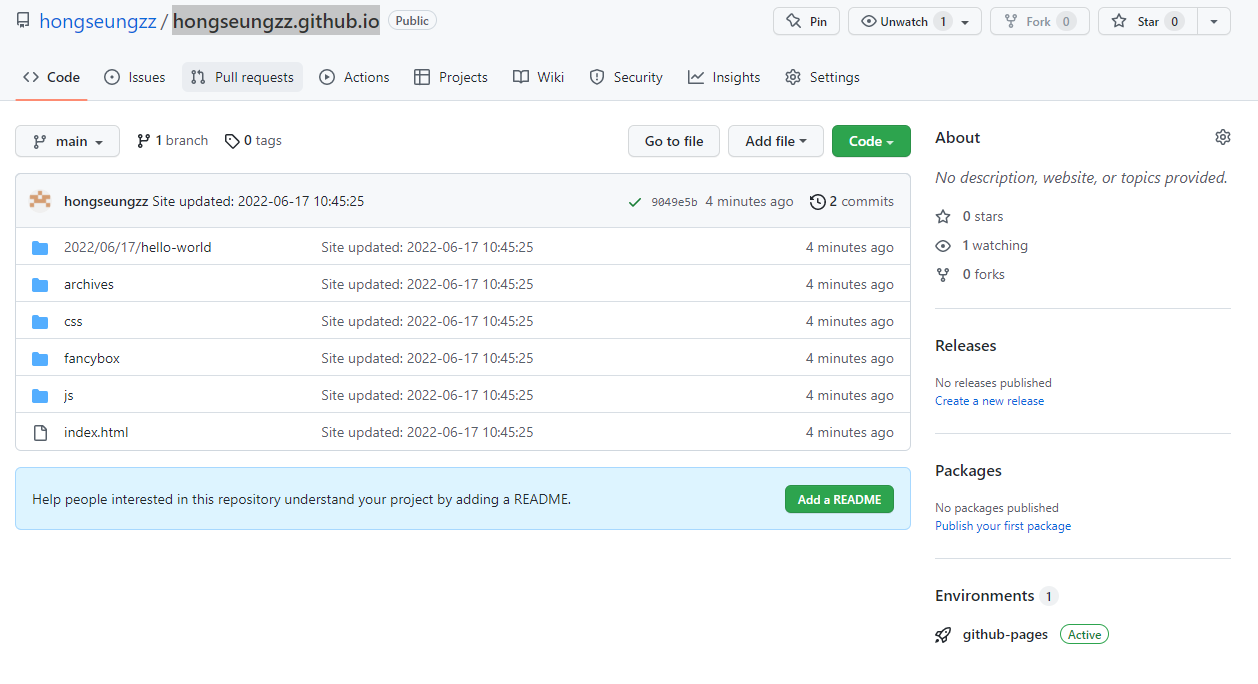 hongseungzz / hongseungzz.github.io Public Pin Unwatch 1 Fork 0 Star 0
Code Issues Pull requests Actions Projects Wiki Security Insights Settings
main 1 branch 0 tags Go to file Add file Code
hongseungzz Site updated: 2022-06-17 10:45:25 9049e5b 4 minutes ago 2 commits
2022/06/17/hello-world Site updated: 2022-06-17 10:45:25 4 minutes ago
archives Site updated: 2022-06-17 10:45:25 4 minutes ago
css Site updated: 2022-06-17 10:45:25 4 minutes ago
fancybox Site updated: 2022-06-17 10:45:25 4 minutes ago
js Site updated: 2022-06-17 10:45:25 4 minutes ago
index.html Site updated: 2022-06-17 10:45:25 4 minutes ago
Help people interested in this repository understand your project by adding a README. Add a README
About
No description, website, or topics provided.
0 stars
1 watching
0 forks
Releases
No releases published
Create a new release
Packages
No packages published
Publish your first package
Environments 1
github-pages Active